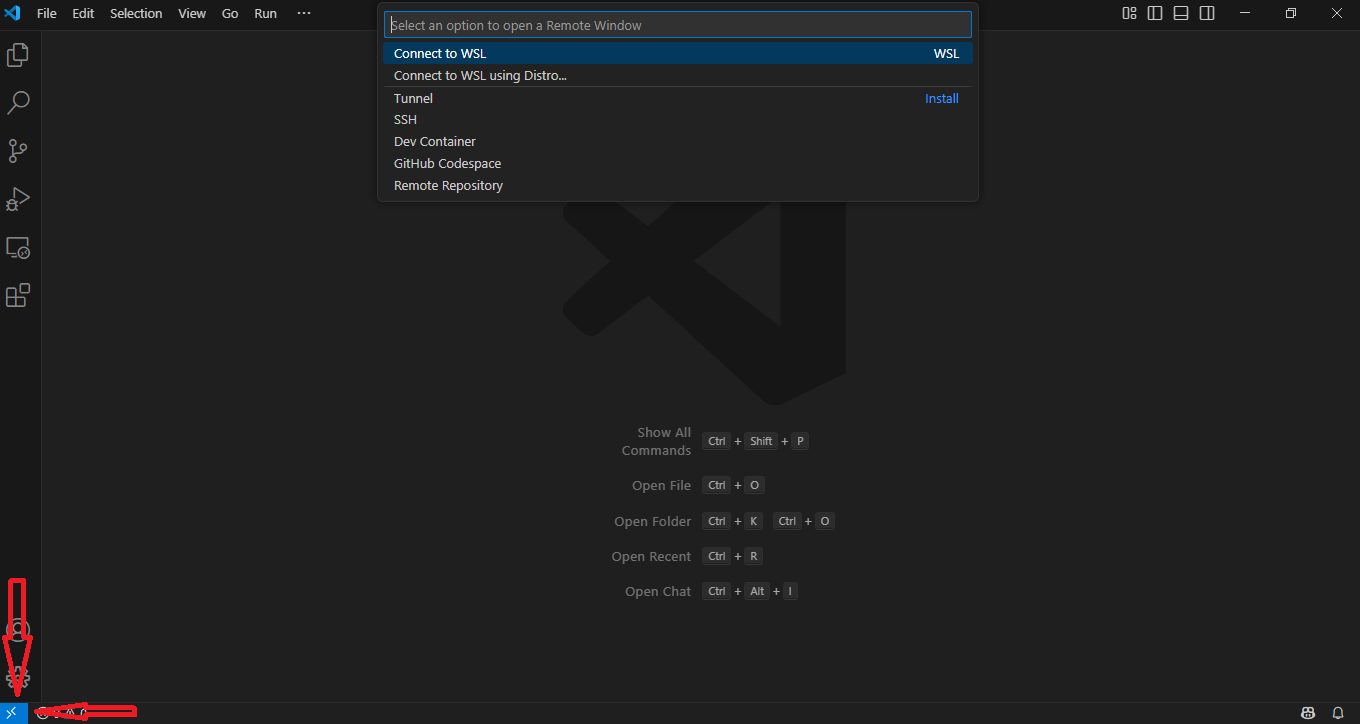 File Edit Selection View Go Run ...
Select an option to open a Remote Window
Connect to WSL WSL
Connect to WSL using Distro...
Tunnel Install
SSH
Dev Container
GitHub Codespace
Remote Repository
Show All
Commands Ctrl + Shift + P
Open File Ctrl + O
Open Folder Ctrl + K Ctrl + O
Open Recent Ctrl + R
Open Chat Ctrl + Alt + I